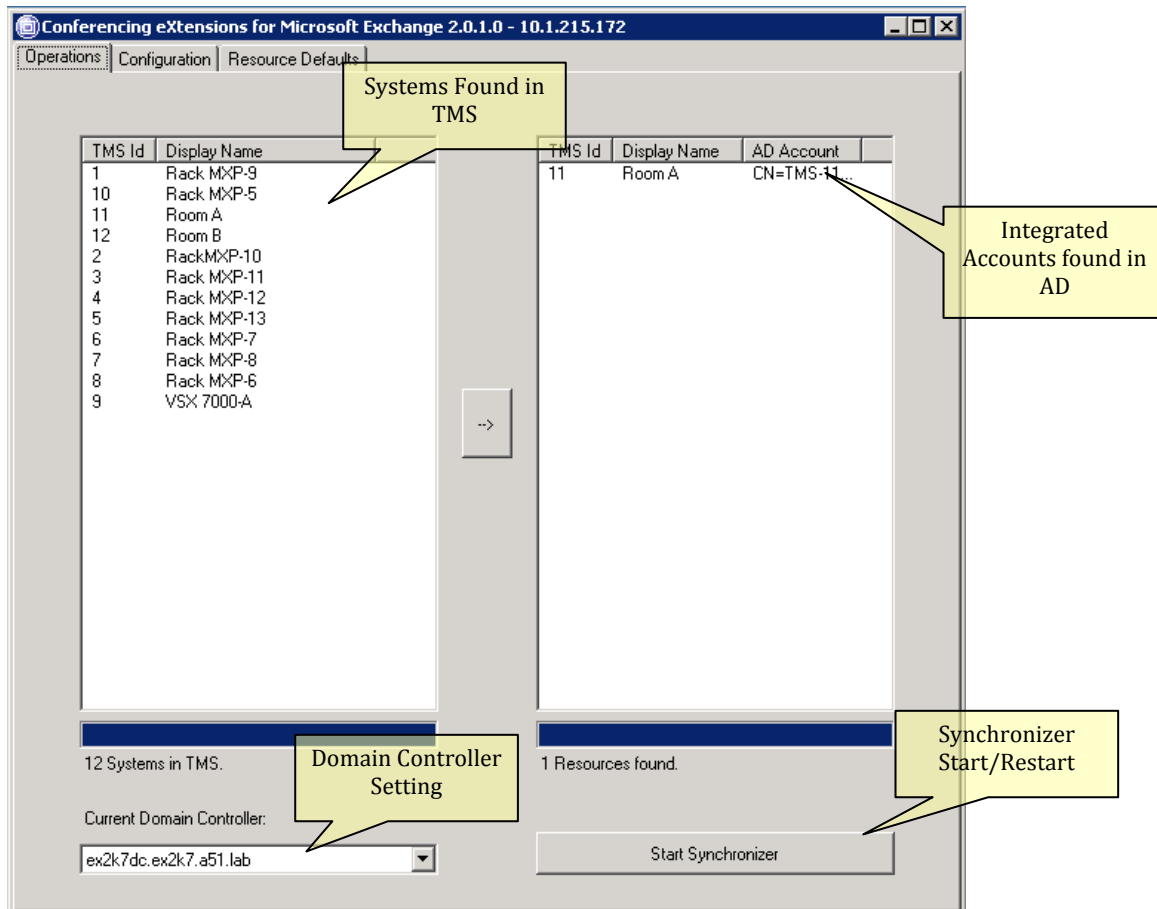 Conferencing eXtensions for Microsoft Exchange 2.0.1.0 - 10.1.215.172
Operations Configuration Resource Defaults
Systems Found in
TMS
TMS Id Display Name
1 Rack MXP-9
10 Rack MXP-5
11 Room A
12 Room B
2 RackMXP-10
3 Rack MXP-11
4 Rack MXP-12
5 Rack MXP-13
6 Rack MXP-7
7 Rack MXP-8
8 Rack MXP-6
9 VSX 7000-A
-->
TMS Id Display Name AD Account
11 Room A CN=TMS-11...
Integrated
Accounts found in
AD
12 Systems in TMS.
Domain Controller
Setting
1 Resources found.
Synchronizer
Start/Restart
Current Domain Controller:
ex2k7dc.ex2k7.a51.lab
Start Synchronizer